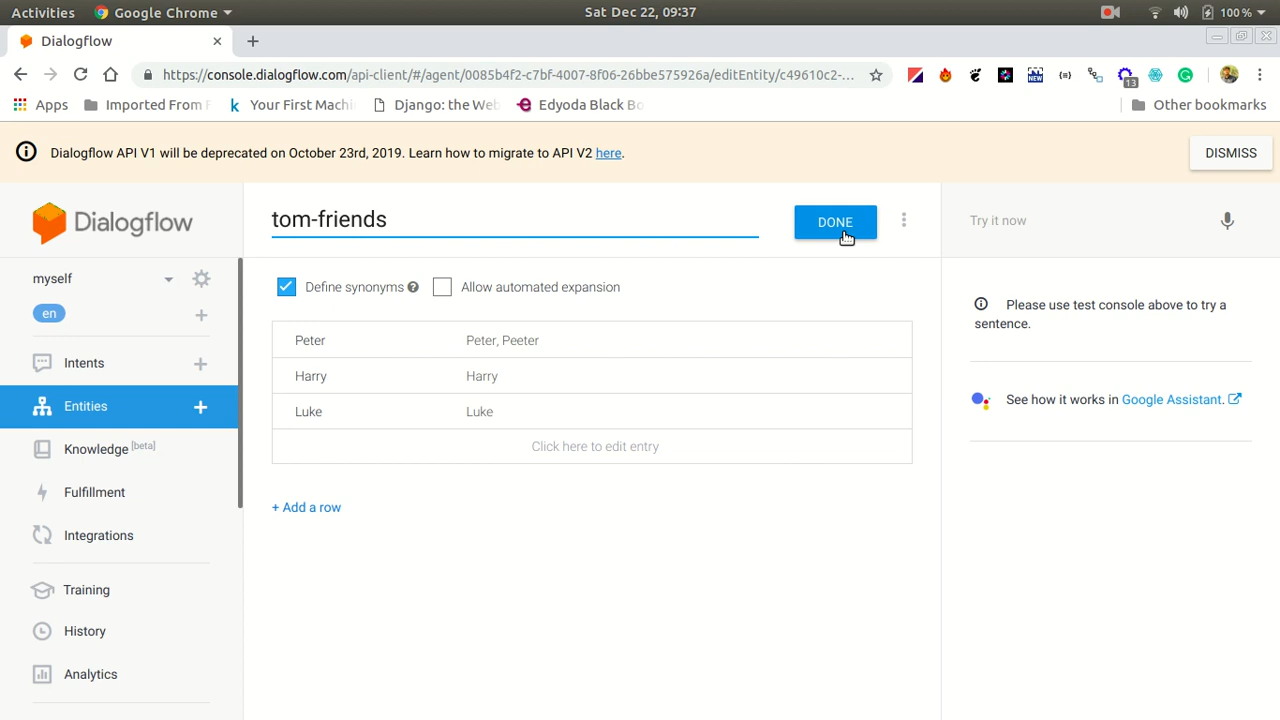 Activities Google Chrome Sat Dec 22, 09:37 100 %
Dialogflow
https://console.dialogflow.com/api-client/#/agent/0085b4f2-c7bf-4007-8f06-26bbe575926a/editEntity/c49610c2-...
NEW
13
Apps Imported From Your First Machi Django: the Web Edyoda Black Bo Other bookmarks
Dialogflow API V1 will be deprecated on October 23rd, 2019. Learn how to migrate to API V2 here. DISMISS
Dialogflow
tom-friends DONE Try it now
myself
en
Define synonyms Allow automated expansion
Please use test console above to try a
sentence.
Peter Peter, Peeter
Harry Harry
Luke Luke
Click here to edit entry
+ Add a row
See how it works in Google Assistant.
Intents
Entities
Knowledge [beta]
Fulfillment
Integrations
Training
History
Analytics